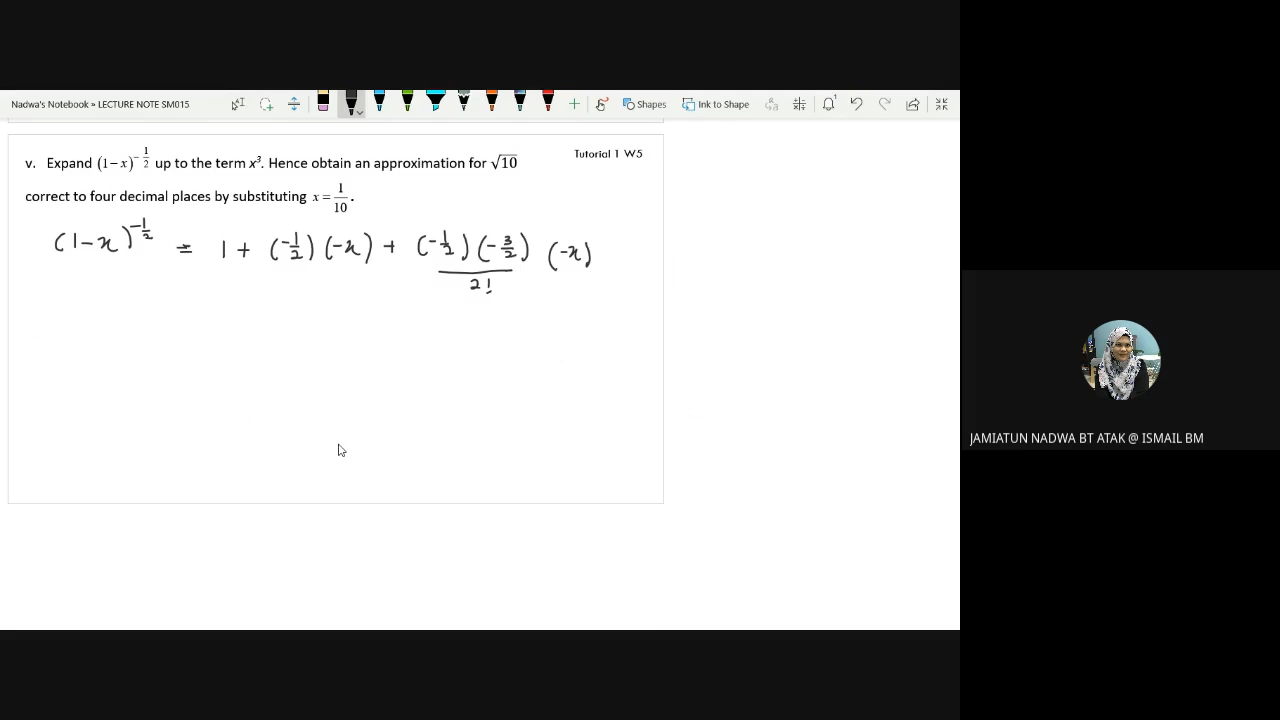 Nadwa's Notebook » LECTURE NOTE SM015
Shapes
Ink to Shape
v. Expand (1−x)^{−1/2} up to the term x³. Hence obtain an approximation for √10
Tutorial 1 W5
correct to four decimal places by substituting x = 1/10.
(1−x)^{−1/2} = 1 + (−1/2)(−x) + (−1/2)(−3/2)/2! (−x)
JAMIATUN NADWA BT ATAK @ ISMAIL BM